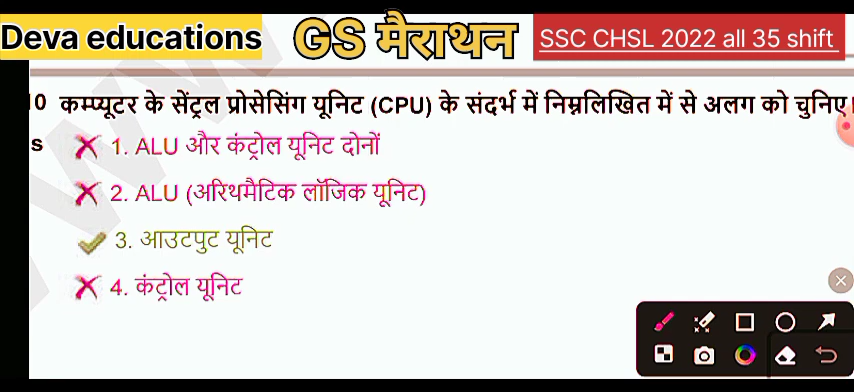 Deva educations GS मैराथन SSC CHSL 2022 all 35 shift
10 कम्प्यूटर के सेंट्रल प्रोसेसिंग यूनिट (CPU) के संदर्भ में निम्नलिखित में से अलग को चुनिए।
s 1. ALU और कंट्रोल यूनिट दोनों
2. ALU (अरिथमैटिक लॉजिक यूनिट)
3. आउटपुट यूनिट
4. कंट्रोल यूनिट